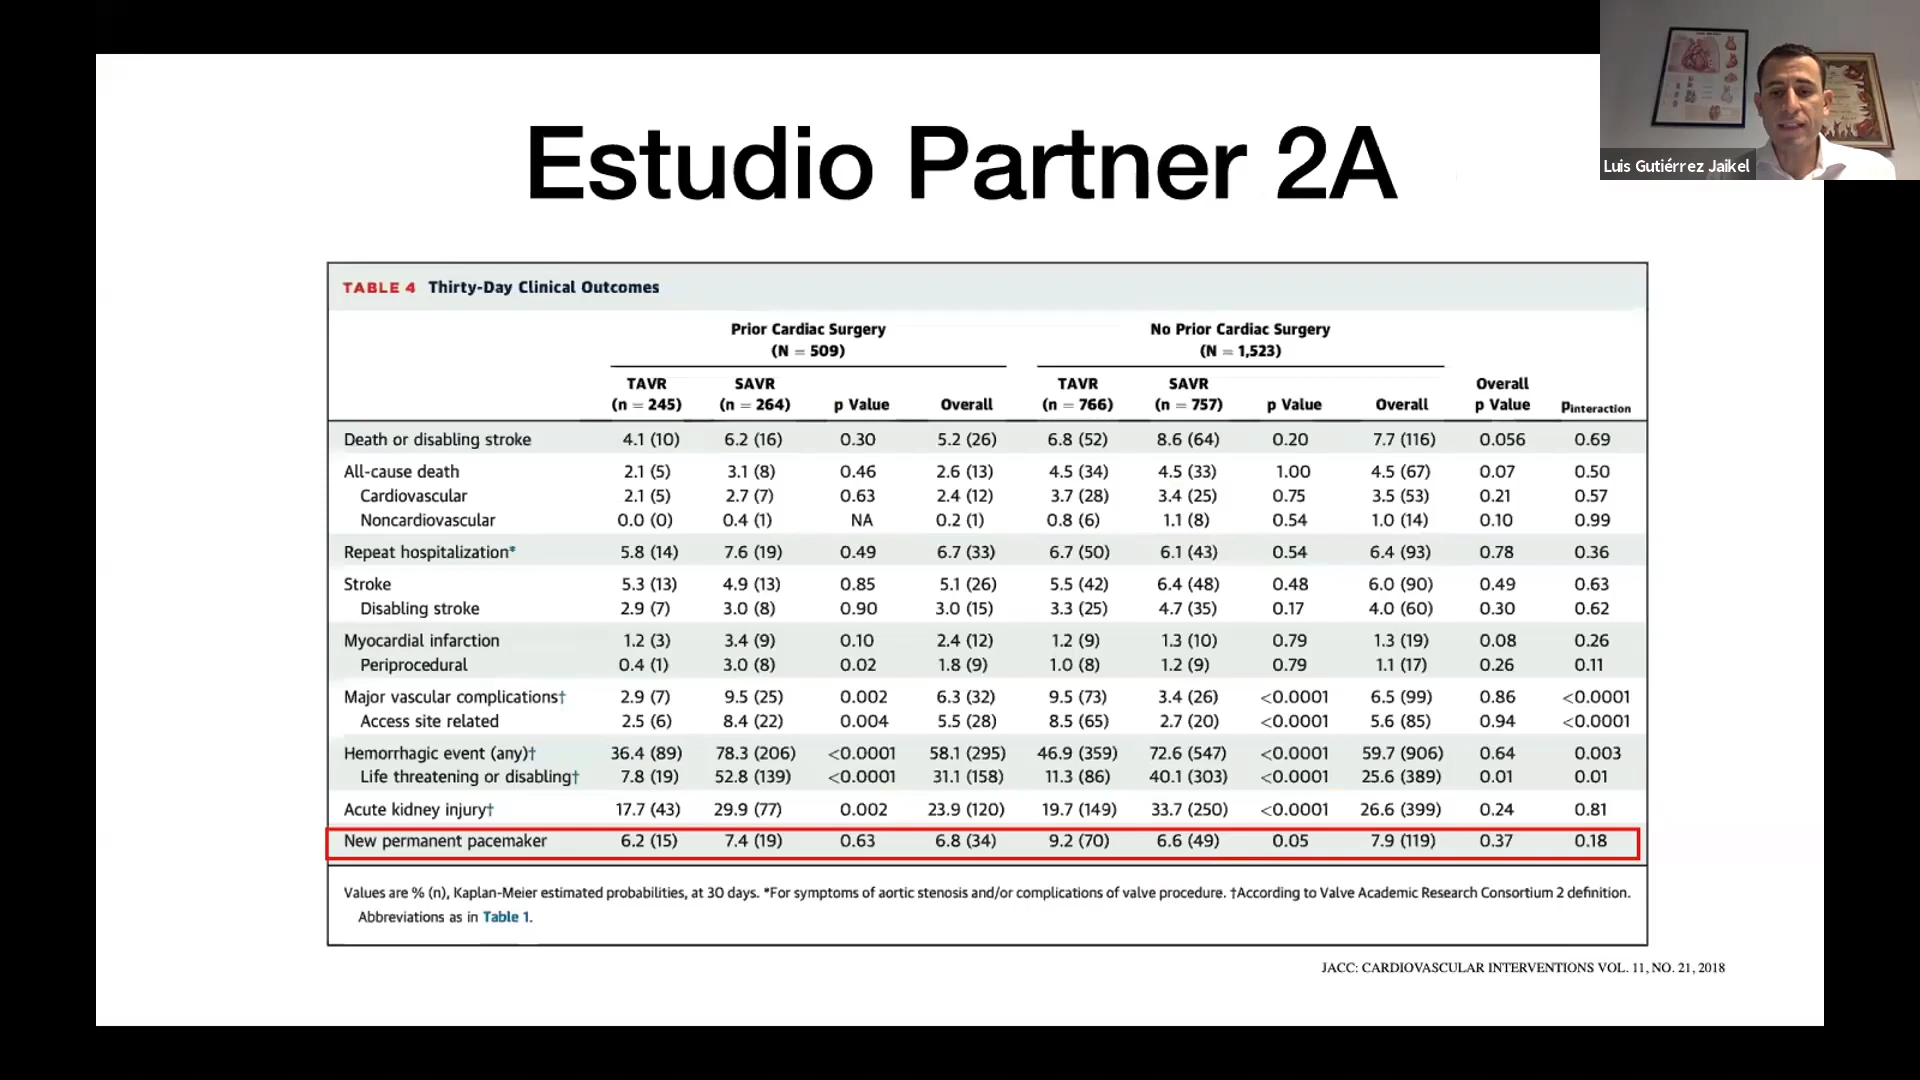 Luis Gutiérrez Jaikel
Estudio Partner 2A
TABLE 4 Thirty-Day Clinical Outcomes
Prior Cardiac Surgery No Prior Cardiac Surgery
(N = 509) (N = 1,523)
TAVR SAVR TAVR SAVR Overall
(n = 245) (n = 264) p Value Overall (n = 766) (n = 757) p Value Overall p Value Pinteraction
Death or disabling stroke 4.1 (10) 6.2 (16) 0.30 5.2 (26) 6.8 (52) 8.6 (64) 0.20 7.7 (116) 0.056 0.69
All-cause death 2.1 (5) 3.1 (8) 0.46 2.6 (13) 4.5 (34) 4.5 (33) 1.00 4.5 (67) 0.07 0.50
Cardiovascular 2.1 (5) 2.7 (7) 0.63 2.4 (12) 3.7 (28) 3.4 (25) 0.75 3.5 (53) 0.21 0.57
Noncardiovascular 0.0 (0) 0.4 (1) NA 0.2 (1) 0.8 (6) 1.1 (8) 0.54 1.0 (14) 0.10 0.99
Repeat hospitalization* 5.8 (14) 7.6 (19) 0.49 6.7 (33) 6.7 (50) 6.1 (43) 0.54 6.4 (93) 0.78 0.36
Stroke 5.3 (13) 4.9 (13) 0.85 5.1 (26) 5.5 (42) 6.4 (48) 0.48 6.0 (90) 0.49 0.63
Disabling stroke 2.9 (7) 3.0 (8) 0.90 3.0 (15) 3.3 (25) 4.7 (35) 0.17 4.0 (60) 0.30 0.62
Myocardial infarction 1.2 (3) 3.4 (9) 0.10 2.4 (12) 1.2 (9) 1.3 (10) 0.79 1.3 (19) 0.08 0.26
Periprocedural 0.4 (1) 3.0 (8) 0.02 1.8 (9) 1.0 (8) 1.2 (9) 0.79 1.1 (17) 0.26 0.11
Major vascular complications† 2.9 (7) 9.5 (25) 0.002 6.3 (32) 9.5 (73) 3.4 (26) <0.0001 6.5 (99) 0.86 <0.0001
Access site related 2.5 (6) 8.4 (22) 0.004 5.5 (28) 8.5 (65) 2.7 (20) <0.0001 5.6 (85) 0.94 <0.0001
Hemorrhagic event (any)† 36.4 (89) 78.3 (206) <0.0001 58.1 (295) 46.9 (359) 72.6 (547) <0.0001 59.7 (906) 0.64 0.003
Life threatening or disabling† 7.8 (19) 52.8 (139) <0.0001 31.1 (158) 11.3 (86) 40.1 (303) <0.0001 25.6 (389) 0.01 0.01
Acute kidney injury† 17.7 (43) 29.9 (77) 0.002 23.9 (120) 19.7 (149) 33.7 (250) <0.0001 26.6 (399) 0.24 0.81
New permanent pacemaker 6.2 (15) 7.4 (19) 0.63 6.8 (34) 9.2 (70) 6.6 (49) 0.05 7.9 (119) 0.37 0.18
Values are % (n), Kaplan-Meier estimated probabilities, at 30 days. *For symptoms of aortic stenosis and/or complications of valve procedure. †According to Valve Academic Research Consortium 2 definition.
Abbreviations as in Table 1.
JACC: CARDIOVASCULAR INTERVENTIONS VOL. 11, NO. 21, 2018